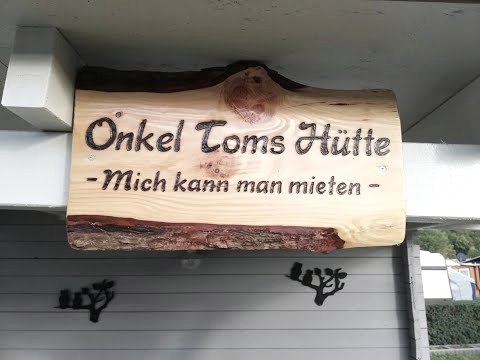 Onkel Toms Hütte
- Mich kann man mieten -